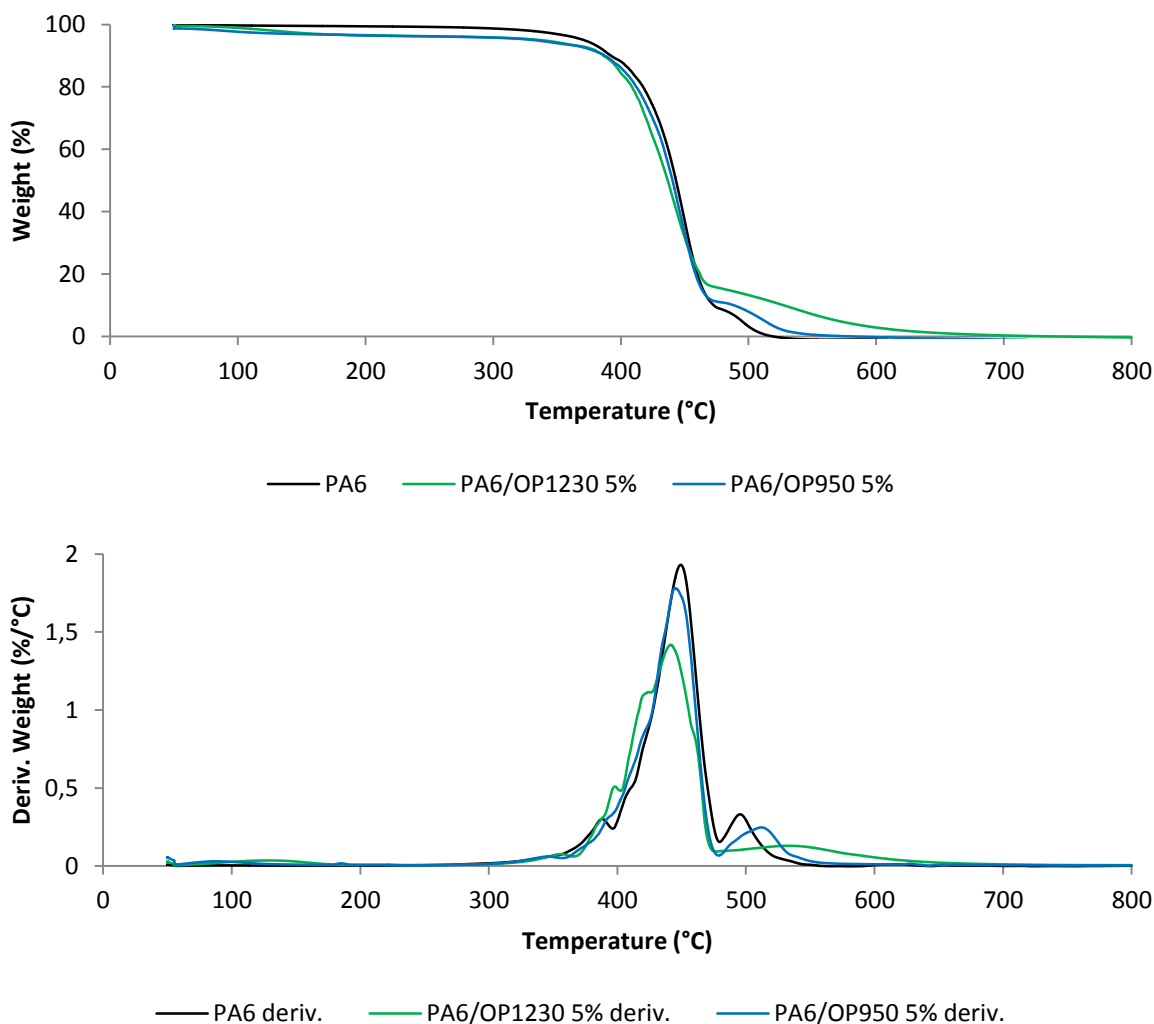 100
80
60
40
20
0
Weight (%)
0 100 200 300 400 500 600 700 800
Temperature (°C)
PA6 PA6/OP1230 5% PA6/OP950 5%
2
1,5
1
0,5
0
Deriv. Weight (%/°C)
0 100 200 300 400 500 600 700 800
Temperature (°C)
PA6 deriv. PA6/OP1230 5% deriv. PA6/OP950 5% deriv.